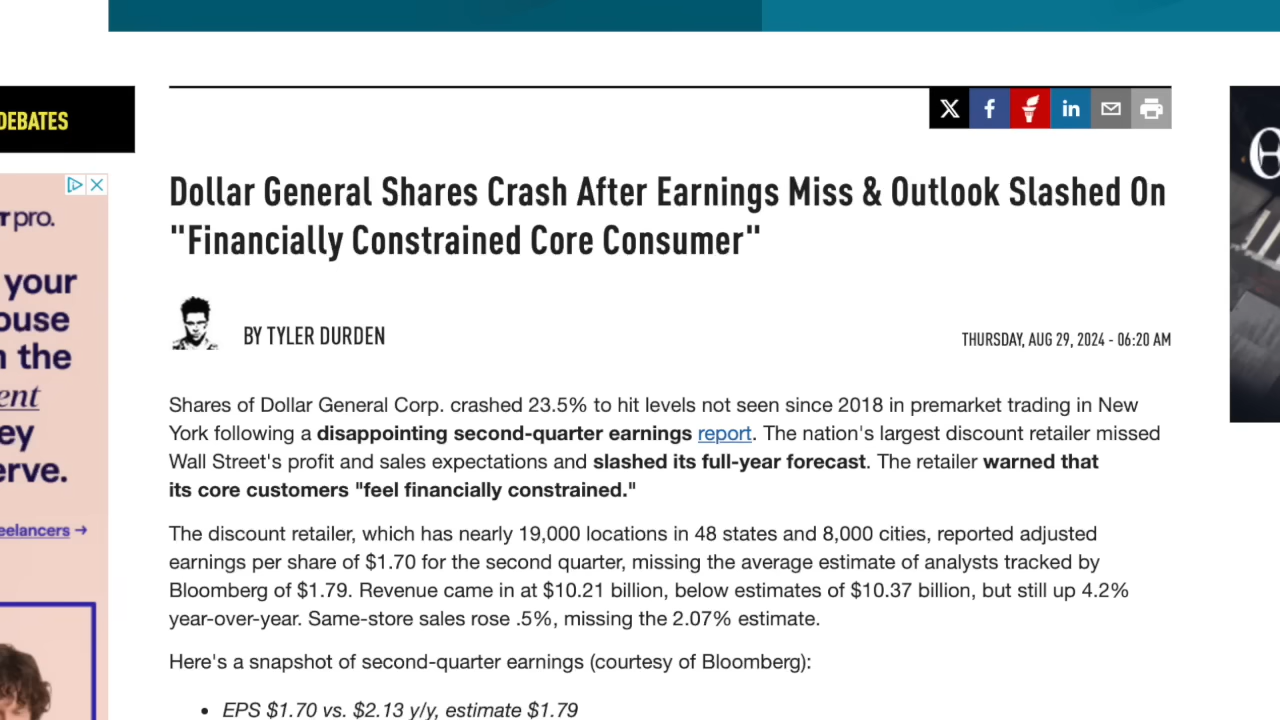 DEBATES
r pro.
your
ouse
n the
ent
ey
erve.
eelancers →
X
f
in
Dollar General Shares Crash After Earnings Miss & Outlook Slashed On
"Financially Constrained Core Consumer"
BY TYLER DURDEN
THURSDAY, AUG 29, 2024 - 06:20 AM
Shares of Dollar General Corp. crashed 23.5% to hit levels not seen since 2018 in premarket trading in New
York following a disappointing second-quarter earnings report. The nation's largest discount retailer missed
Wall Street's profit and sales expectations and slashed its full-year forecast. The retailer warned that
its core customers "feel financially constrained."
The discount retailer, which has nearly 19,000 locations in 48 states and 8,000 cities, reported adjusted
earnings per share of $1.70 for the second quarter, missing the average estimate of analysts tracked by
Bloomberg of $1.79. Revenue came in at $10.21 billion, below estimates of $10.37 billion, but still up 4.2%
year-over-year. Same-store sales rose .5%, missing the 2.07% estimate.
Here's a snapshot of second-quarter earnings (courtesy of Bloomberg):
• EPS $1.70 vs. $2.13 y/y, estimate $1.79